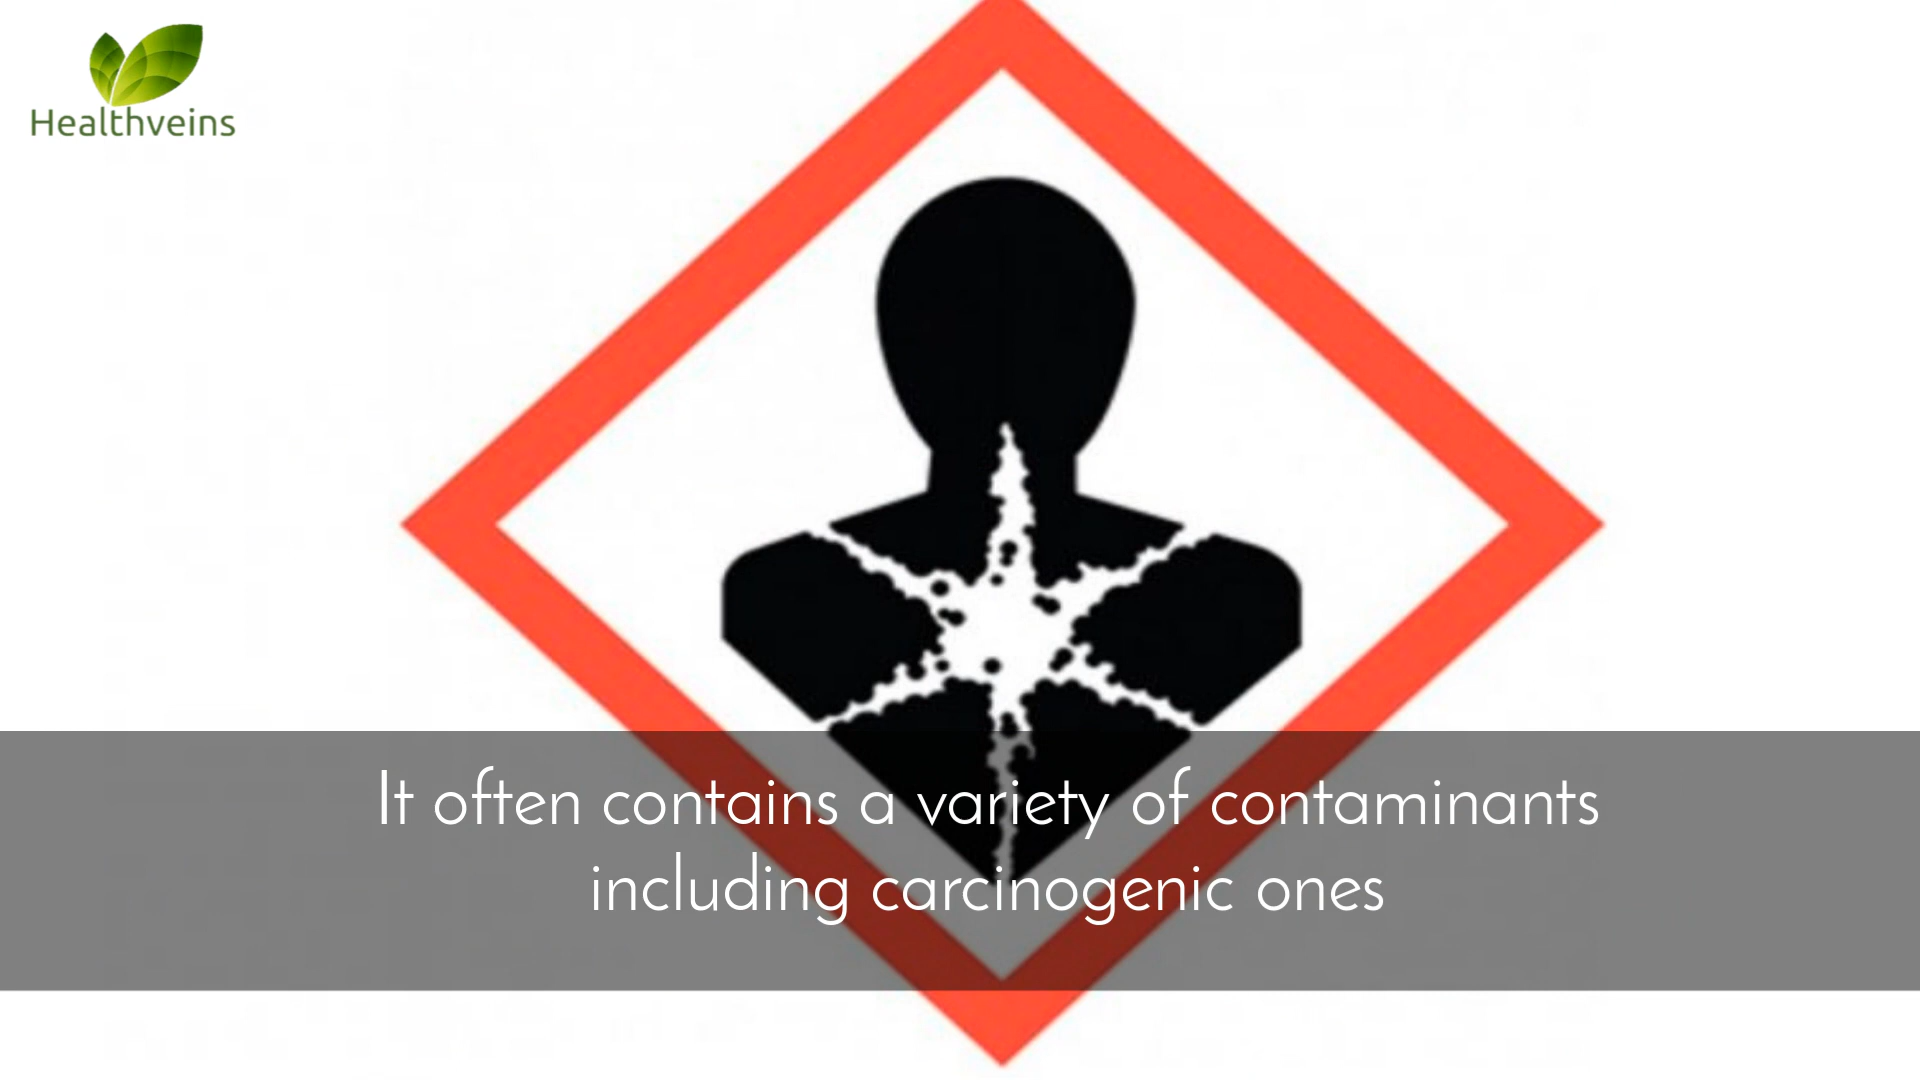 Healthveins
It often contains a variety of contaminants
including carcinogenic ones